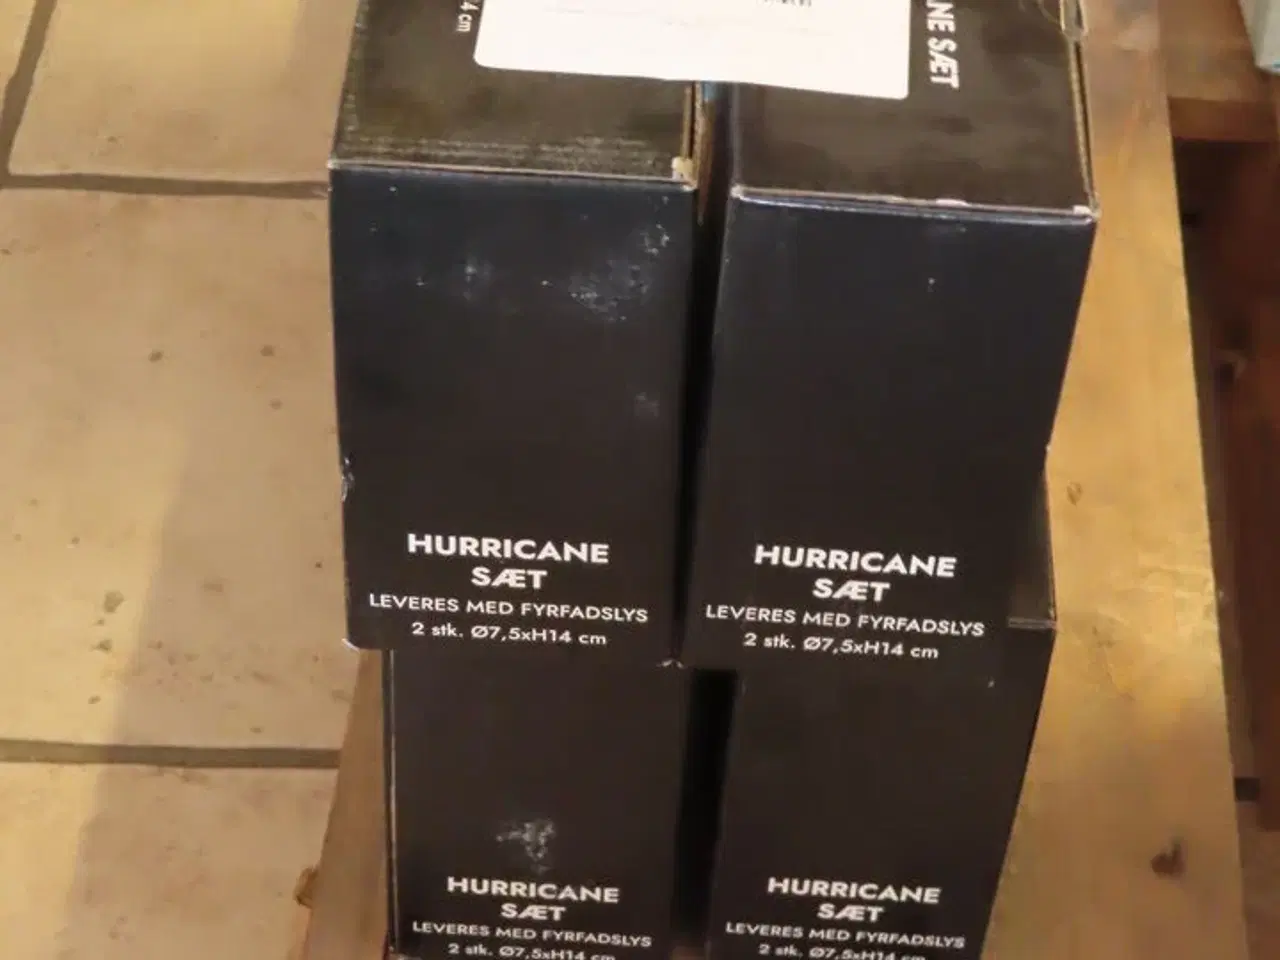 4 cm
NE SÆT
HURRICANE
SÆT
LEVERES MED FYRFADSLYS
2 stk. Ø7,5xH14 cm
HURRICANE
SÆT
LEVERES MED FYRFADSLYS
2 stk. Ø7,5xH14 cm
HURRICANE
SÆT
LEVERES MED FYRFADSLYS
2 stk. Ø7,5xH14 cm
HURRICANE
SÆT
LEVERES MED FYRFADSLYS
2 stk. Ø7,5xH14 cm